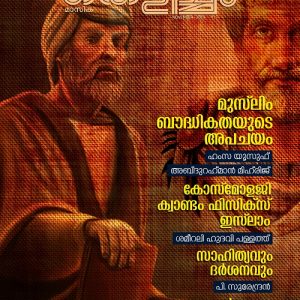 മാസിക
മുസ്‌ലിം
ബൗദ്ധികതയുടെ
അപചയം
ഹംസ യൂസുഫ്
അബ്ദുറഹ്മാൻ മിഹ്‌രിജ്
കോസ്മോളജി
ക്വാണ്ടം ഫിസിക്സ്
ഇസ്‌ലാം
ശമീറലി ഹുദവി പള്ളത്ത്
സാഹിത്യവും
ദർശനവും
പി. സുരേന്ദ്രൻ